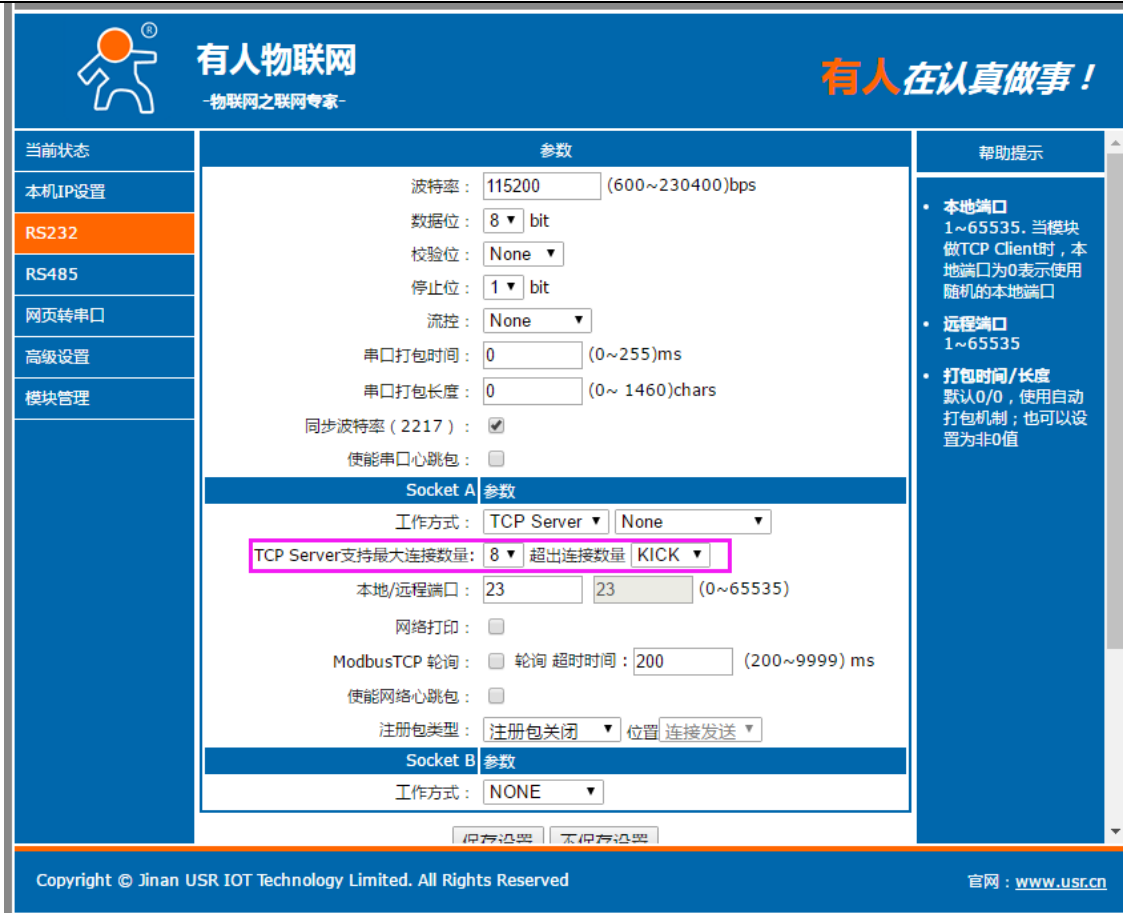 ®
有人物联网
-物联网之联网专家-
有人在认真做事！
当前状态
本机IP设置
RS232
RS485
网页转串口
高级设置
模块管理
参数
波特率： 115200 (600~230400)bps
数据位： 8 bit
校验位： None
停止位： 1 bit
流控： None
串口打包时间： 0 (0~255)ms
串口打包长度： 0 (0~ 1460)chars
同步波特率（2217）：
使能串口心跳包：
Socket A 参数
工作方式： TCP Server None
TCP Server支持最大连接数量: 8 超出连接数量 KICK
本地/远程端口： 23 23 (0~65535)
网络打印：
ModbusTCP 轮询： 轮询 超时时间：200 (200~9999) ms
使能网络心跳包：
注册包类型： 注册包关闭 位置 连接发送
Socket B 参数
工作方式： NONE
保存设置 不保存设置
帮助提示
• 本地端口
1~65535. 当模块
做TCP Client时，本
地端口为0表示使用
随机的本地端口
• 远程端口
1~65535
• 打包时间/长度
默认0/0，使用自动
打包机制；也可以设
置为非0值
Copyright © Jinan USR IOT Technology Limited. All Rights Reserved
官网：www.usr.cn